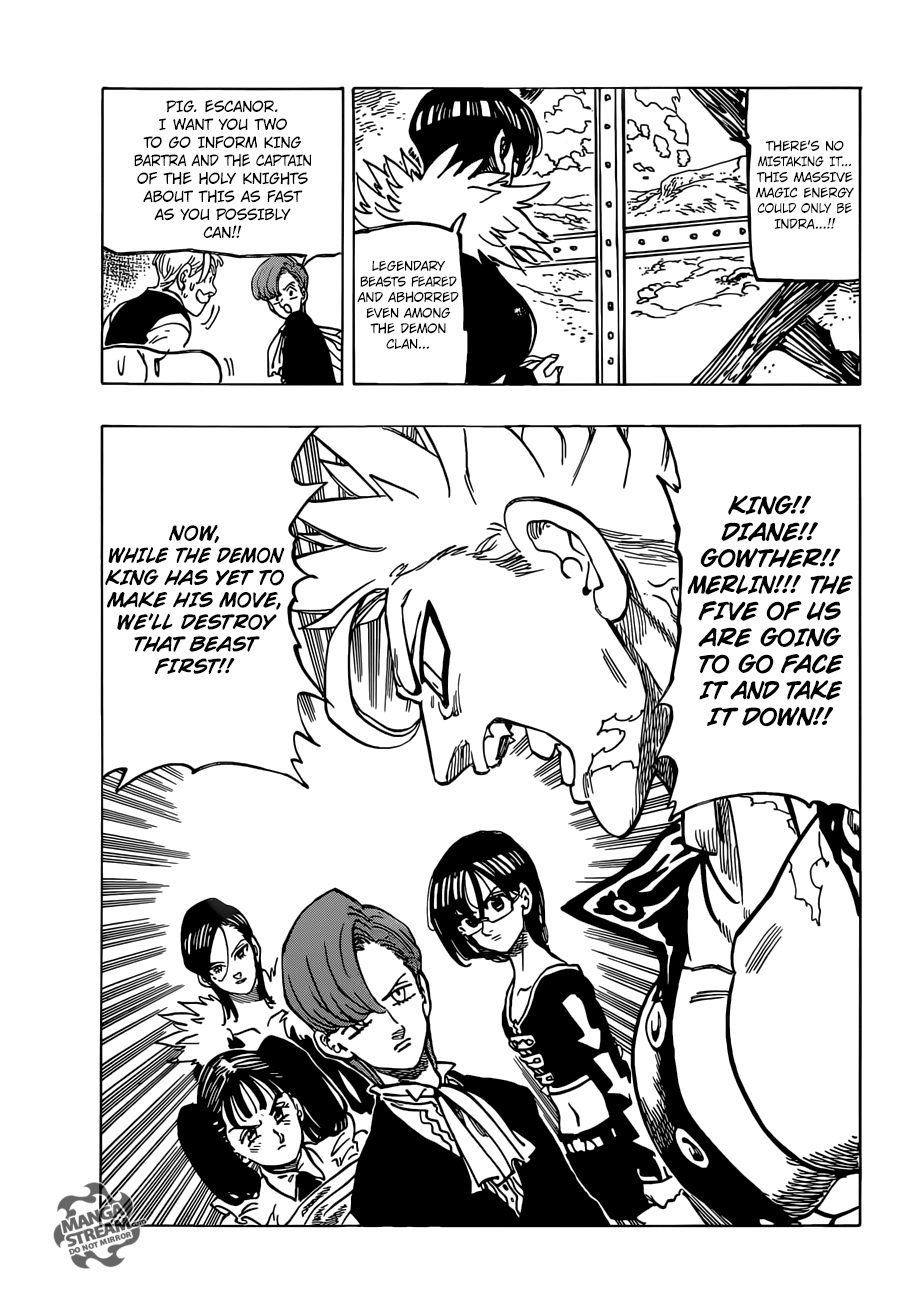 THERE'S NO
MISTAKING IT...
THIS MASSIVE
MAGIC ENERGY
COULD ONLY BE
INDRA...!!
LEGENDARY
BEASTS FEARED
AND ABHORRED
EVEN AMONG
THE DEMON
CLAN...
PIG. ESCANOR.
I WANT YOU TWO
TO GO INFORM KING
BARTRA AND THE CAPTAIN
OF THE HOLY KNIGHTS
ABOUT THIS AS FAST
AS YOU POSSIBLY
CAN!!
KING!!
DIANE!!
GOWTHER!!
MERLIN!!! THE
FIVE OF US
ARE GOING
TO GO FACE
IT AND TAKE
IT DOWN!!
NOW,
WHILE THE DEMON
KING HAS YET TO
MAKE HIS MOVE,
WE'LL DESTROY
THAT BEAST
FIRST!!
MANGA
STREAM
DO NOT MIRROR